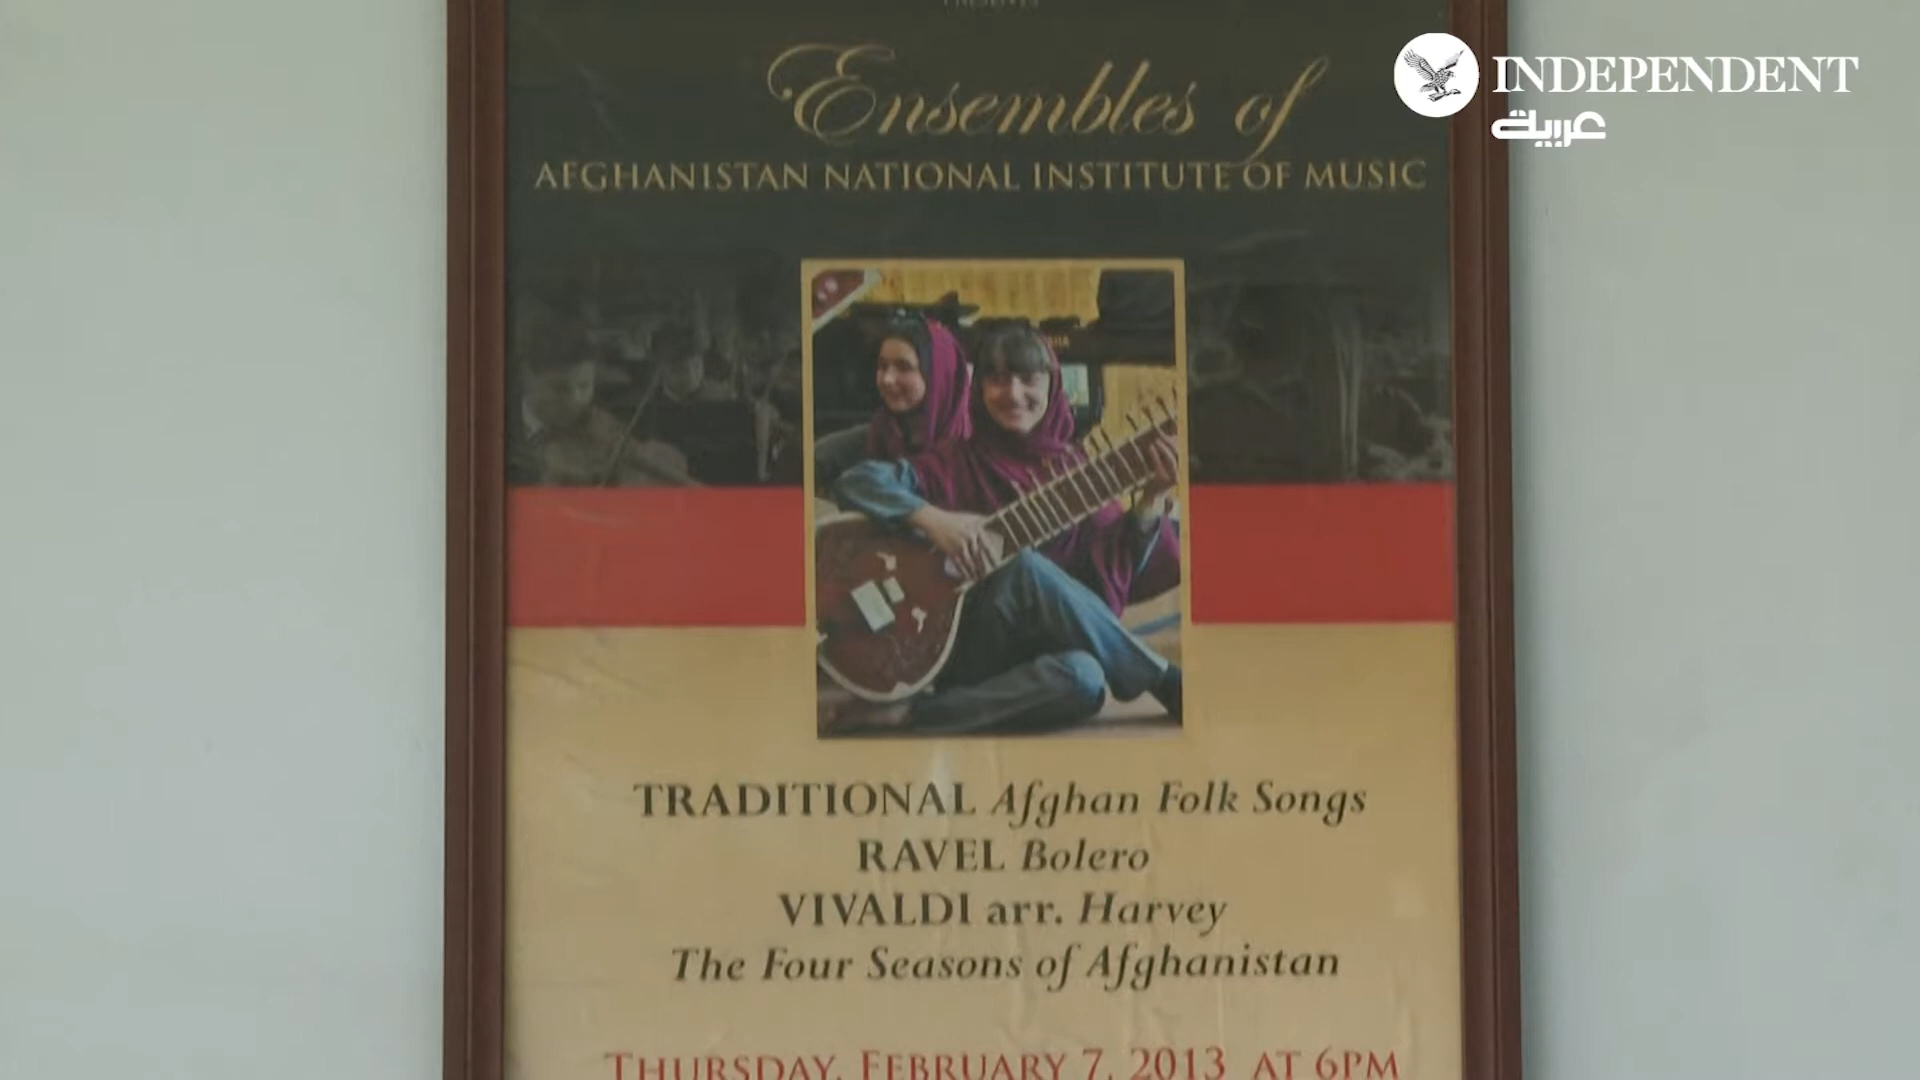 PRESENTS
Ensembles of
AFGHANISTAN NATIONAL INSTITUTE OF MUSIC
INDEPENDENT
عربية
TRADITIONAL Afghan Folk Songs
RAVEL Bolero
VIVALDI arr. Harvey
The Four Seasons of Afghanistan
THURSDAY, FEBRUARY 7, 2013 AT 6PM